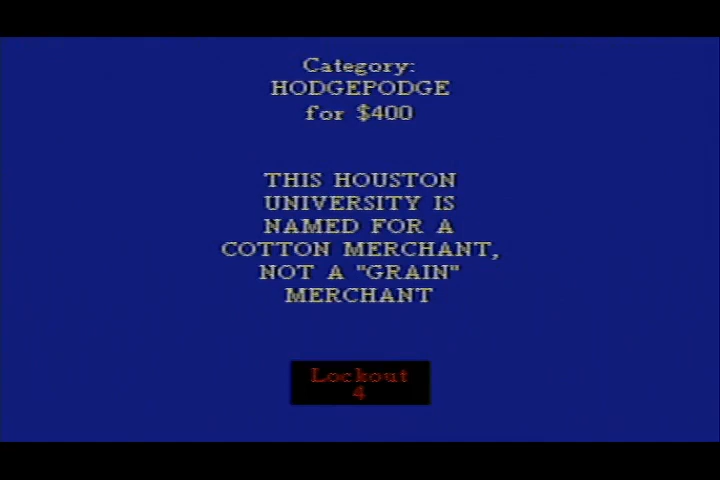 Category:
HODGEPODGE
for $400
THIS HOUSTON
UNIVERSITY IS
NAMED FOR A
COTTON MERCHANT,
NOT A "GRAIN"
MERCHANT
Lockout
4